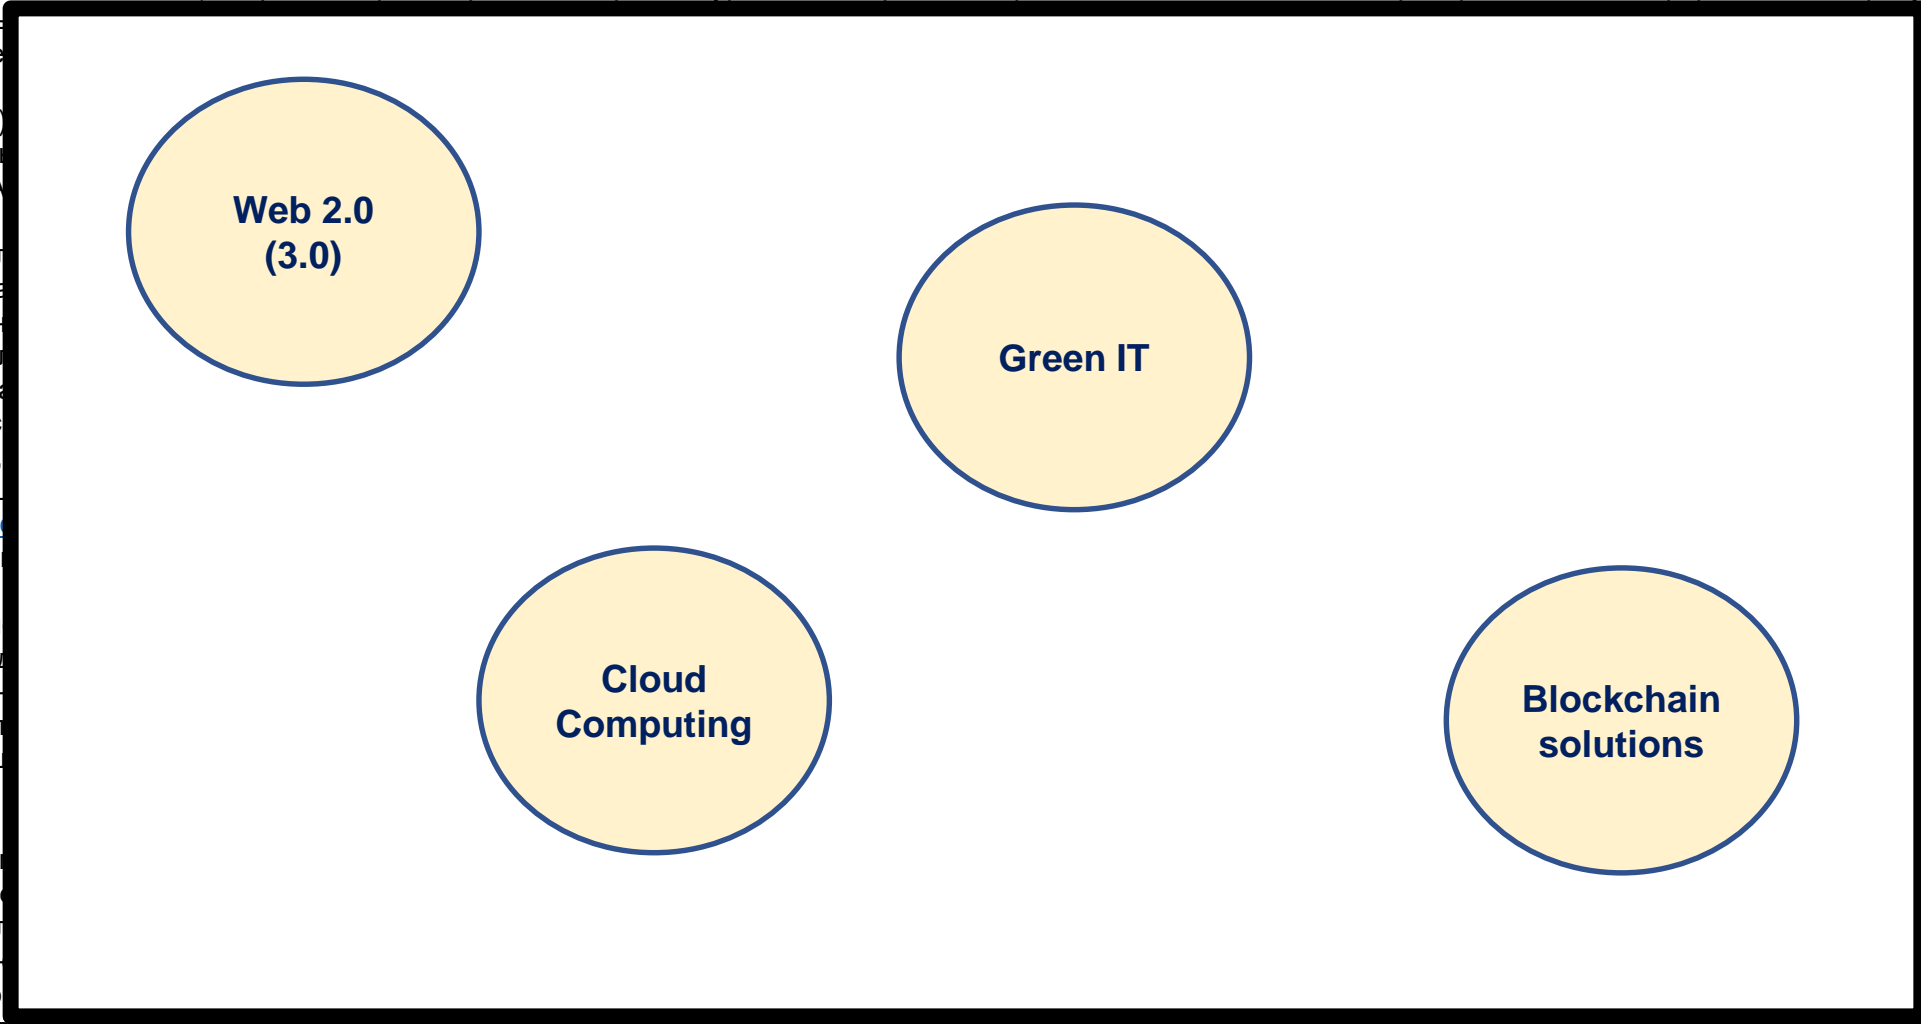 Web 2.0
(3.0)
Green IT
Cloud
Computing
Blockchain
solutions